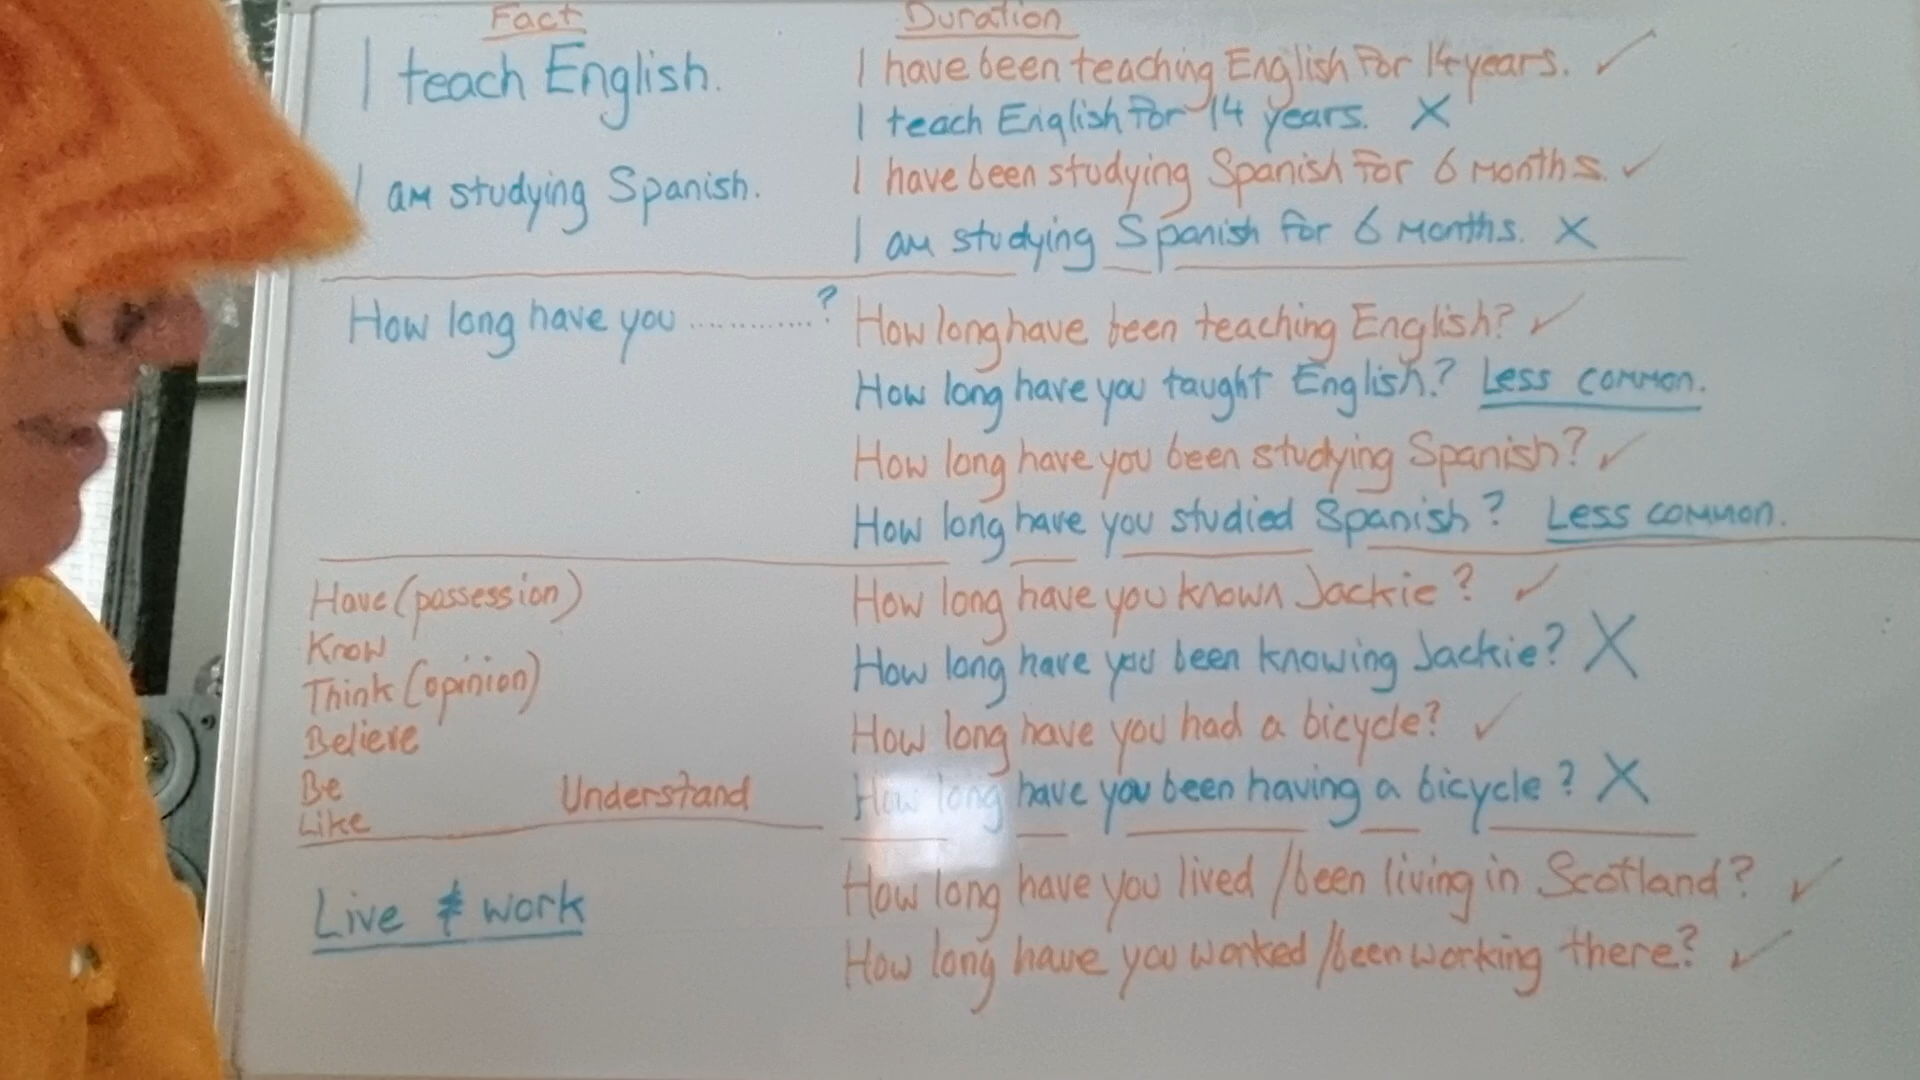 Fact
Duration
I teach English.
I have been teaching English for 14 years. ✓
I teach English for 14 years. X
I am studying Spanish.
I have been studying Spanish for 6 months. ✓
I am studying Spanish for 6 months. X
How long have you ............?
How long have been teaching English? ✓
How long have you taught English? Less common.
How long have you been studying Spanish? ✓
How long have you studied Spanish? Less common.
Have (possession)
Know
Think (opinion)
Believe
Be
Understand
Like
How long have you known Jackie? ✓
How long have you been knowing Jackie? X
How long have you had a bicycle? ✓
How long have you been having a bicycle? X
Live & work
How long have you lived /been living in Scotland? ✓
How long have you worked /been working there? ✓